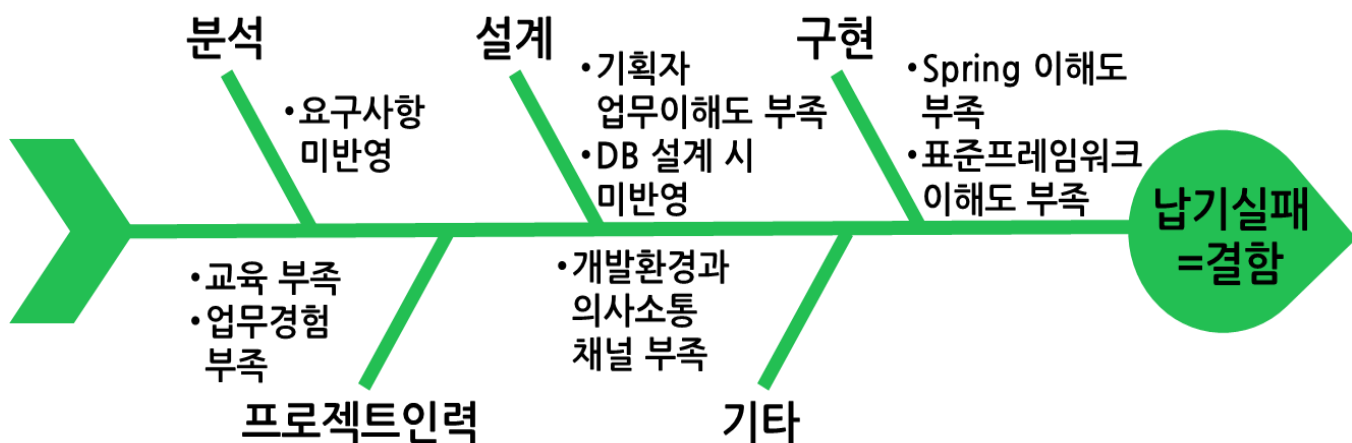 분석
설계
구현
•요구사항
미반영
•기획자
업무이해도 부족
•DB 설계 시
미반영
•Spring 이해도
부족
•표준프레임워크
이해도 부족
납기실패
=결함
•교육 부족
•업무경험
부족
•개발환경과
의사소통
채널 부족
프로젝트인력
기타